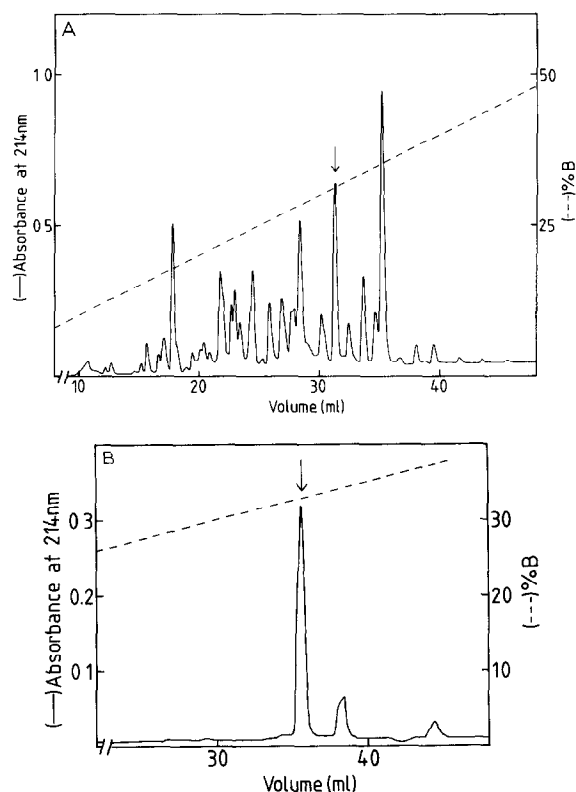 A
1.0
0.5
50
25
(—)Absorbance at 214nm
(---)%B
10
20
30
40
Volume (ml)
B
0.3
0.2
0.1
30
20
10
(—)Absorbance at 214nm
(---)%B
30
40
Volume (ml)